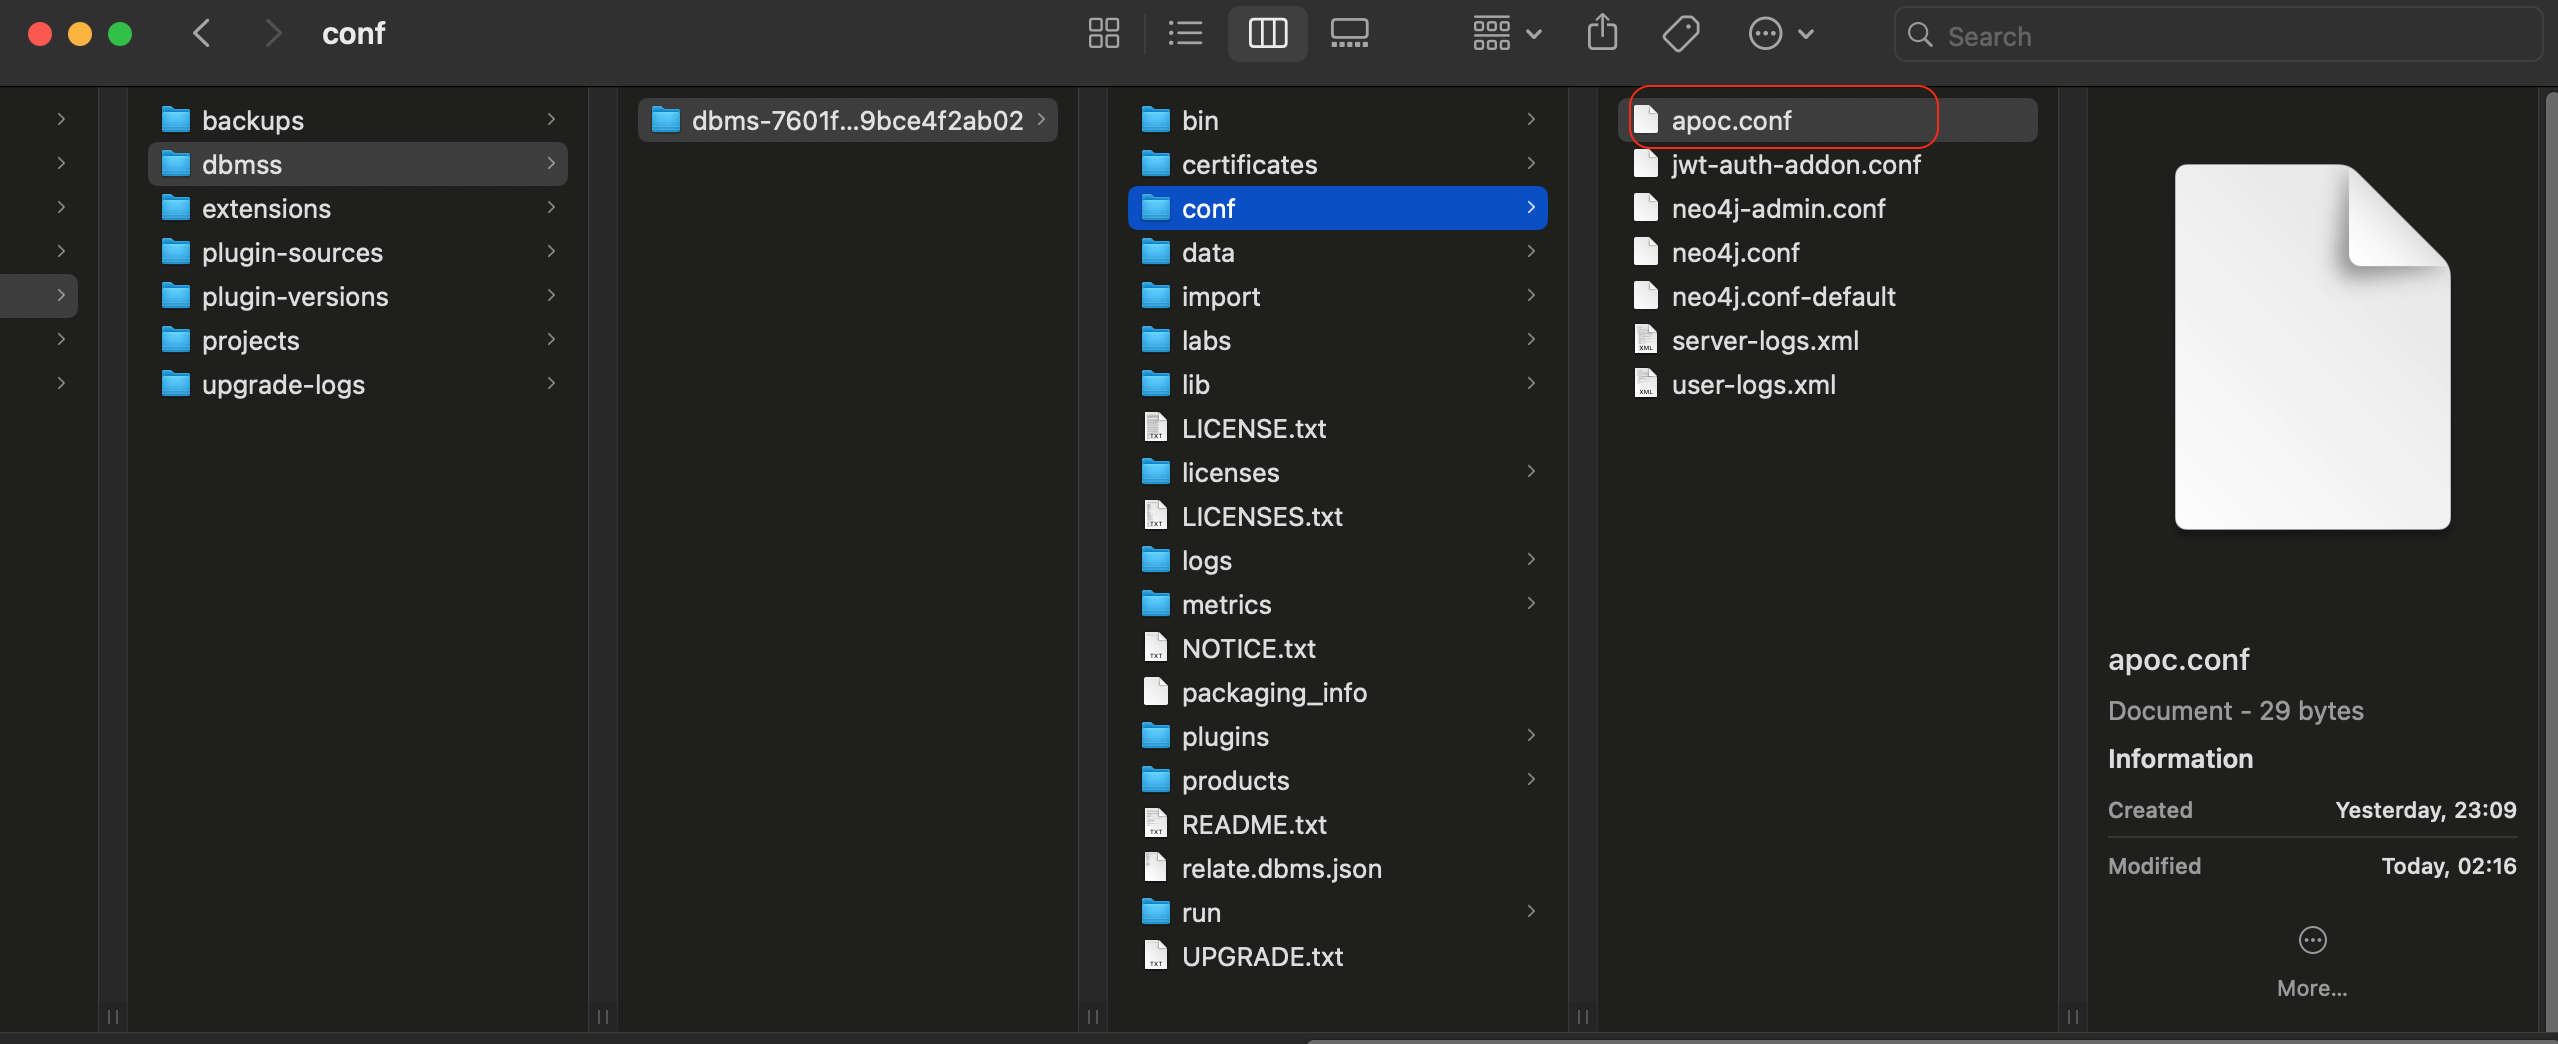 conf
Search
backups
dbmss
extensions
plugin-sources
plugin-versions
projects
upgrade-logs
dbms-7601f...9bce4f2ab02
bin
certificates
conf
data
import
labs
lib
LICENSE.txt
licenses
LICENSES.txt
logs
metrics
NOTICE.txt
packaging_info
plugins
products
README.txt
relate.dbms.json
run
UPGRADE.txt
apoc.conf
jwt-auth-addon.conf
neo4j-admin.conf
neo4j.conf
neo4j.conf-default
server-logs.xml
user-logs.xml
apoc.conf
Document - 29 bytes
Information
Created Yesterday, 23:09
Modified Today, 02:16
More...